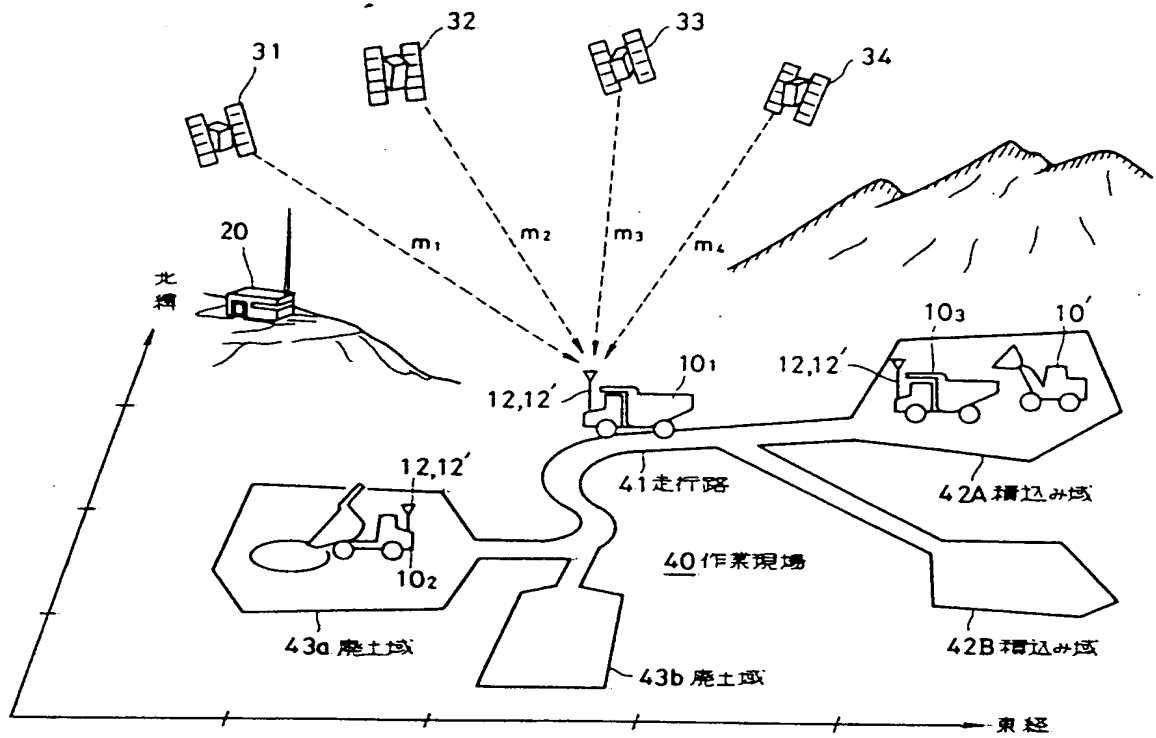 31
32
33
34
20
m₁
m₂
m₃
m₄
北緯
10₃
10′
12,12′
10₁
12,12′
12,12′
41走行路
42A積込み域
10₂
40作業現場
43a廃土域
42B積込み域
43b廃土域
東経